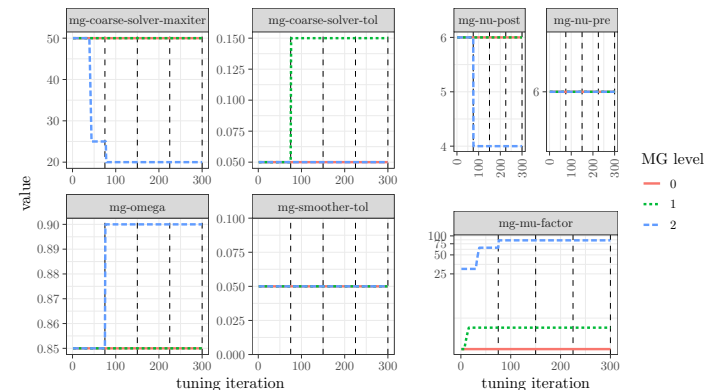 mg-coarse-solver-maxiter
mg-coarse-solver-tol
mg-nu-post
mg-nu-pre
50
40
30
20
0.150
0.125
0.100
0.075
0.050
6
5
4
6
0 100 200 300
0 100 200 300
0 100 200 300
0 100 200 300
MG level
0
1
2
value
mg-omega
mg-smoother-tol
mg-mu-factor
0.90
0.89
0.88
0.87
0.86
0.85
0.100
0.075
0.050
0.025
0.000
100
75
50
25
0 100 200 300
0 100 200 300
0 100 200 300
tuning iteration
tuning iteration